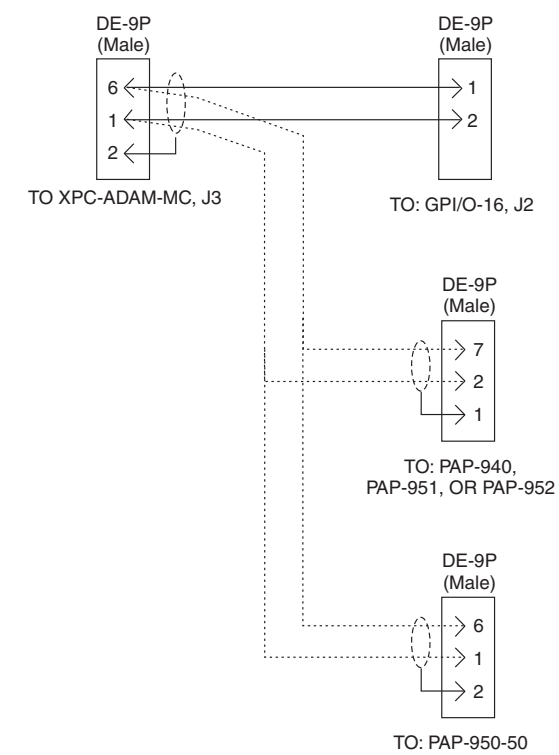 DE-9P
(Male)
DE-9P
(Male)
6
1
1
2
2
TO XPC-ADAM-MC, J3
TO: GPI/O-16, J2
DE-9P
(Male)
7
2
1
TO: PAP-940,
PAP-951, OR PAP-952
DE-9P
(Male)
6
1
2
TO: PAP-950-50